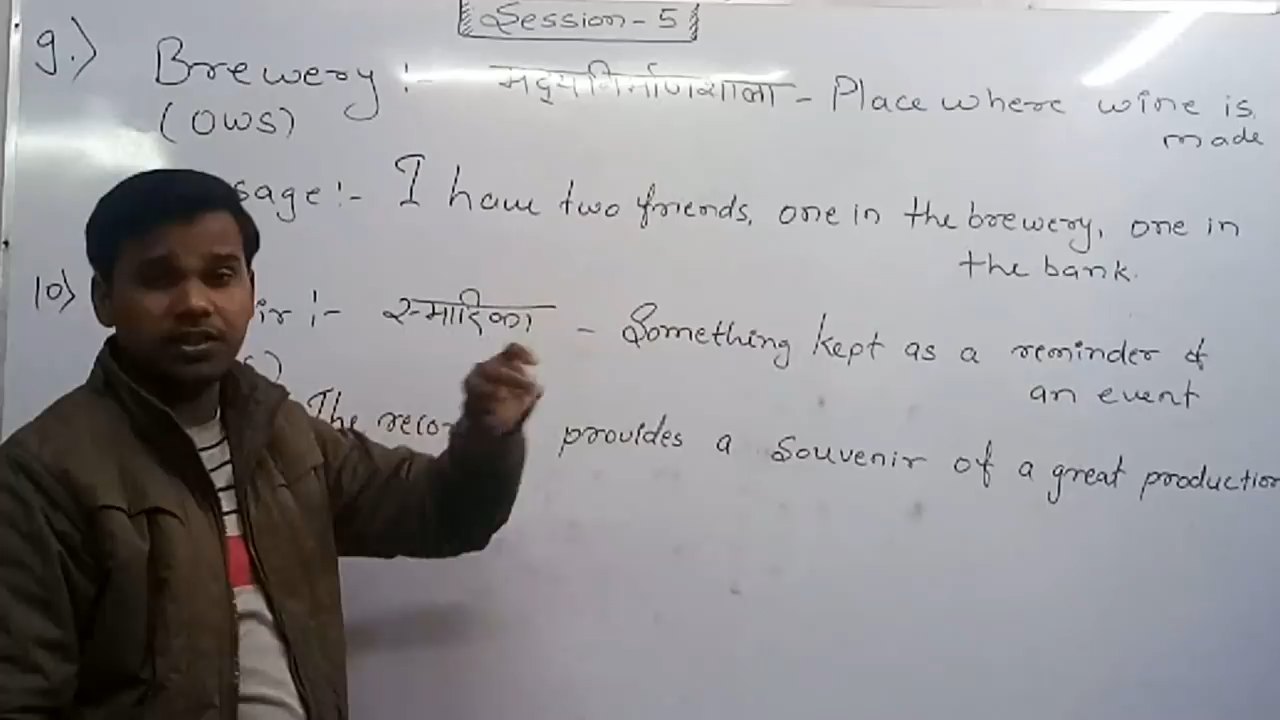 Session - 5
9.) Brewery :- मद्यनिर्माणशाला - Place where wine is
made
(OWS)
sage :- I have two friends, one in the brewery, one in
the bank.
10) ir :- स्मारिका - Something kept as a reminder of
an event
The reco provides a souvenir of a great production